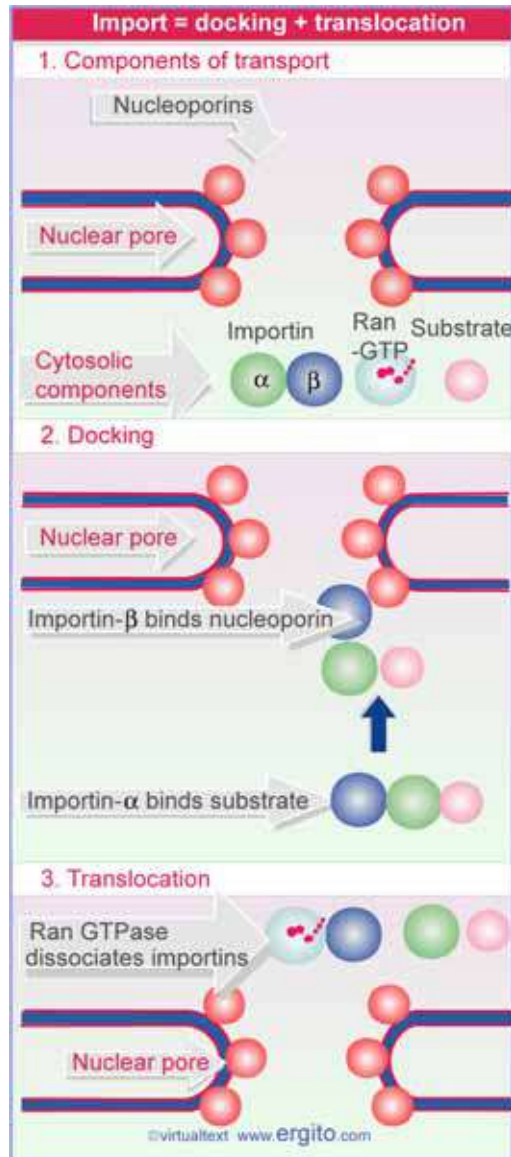 Import = docking + translocation
1. Components of transport
Nucleoporins
Nuclear pore
Importin
Ran
-GTP
Substrate
Cytosolic
components
α
β
2. Docking
Nuclear pore
Importin-β binds nucleoporin
Importin-α binds substrate
3. Translocation
Ran GTPase
dissociates importins
Nuclear pore
©virtualtext www.ergito.com